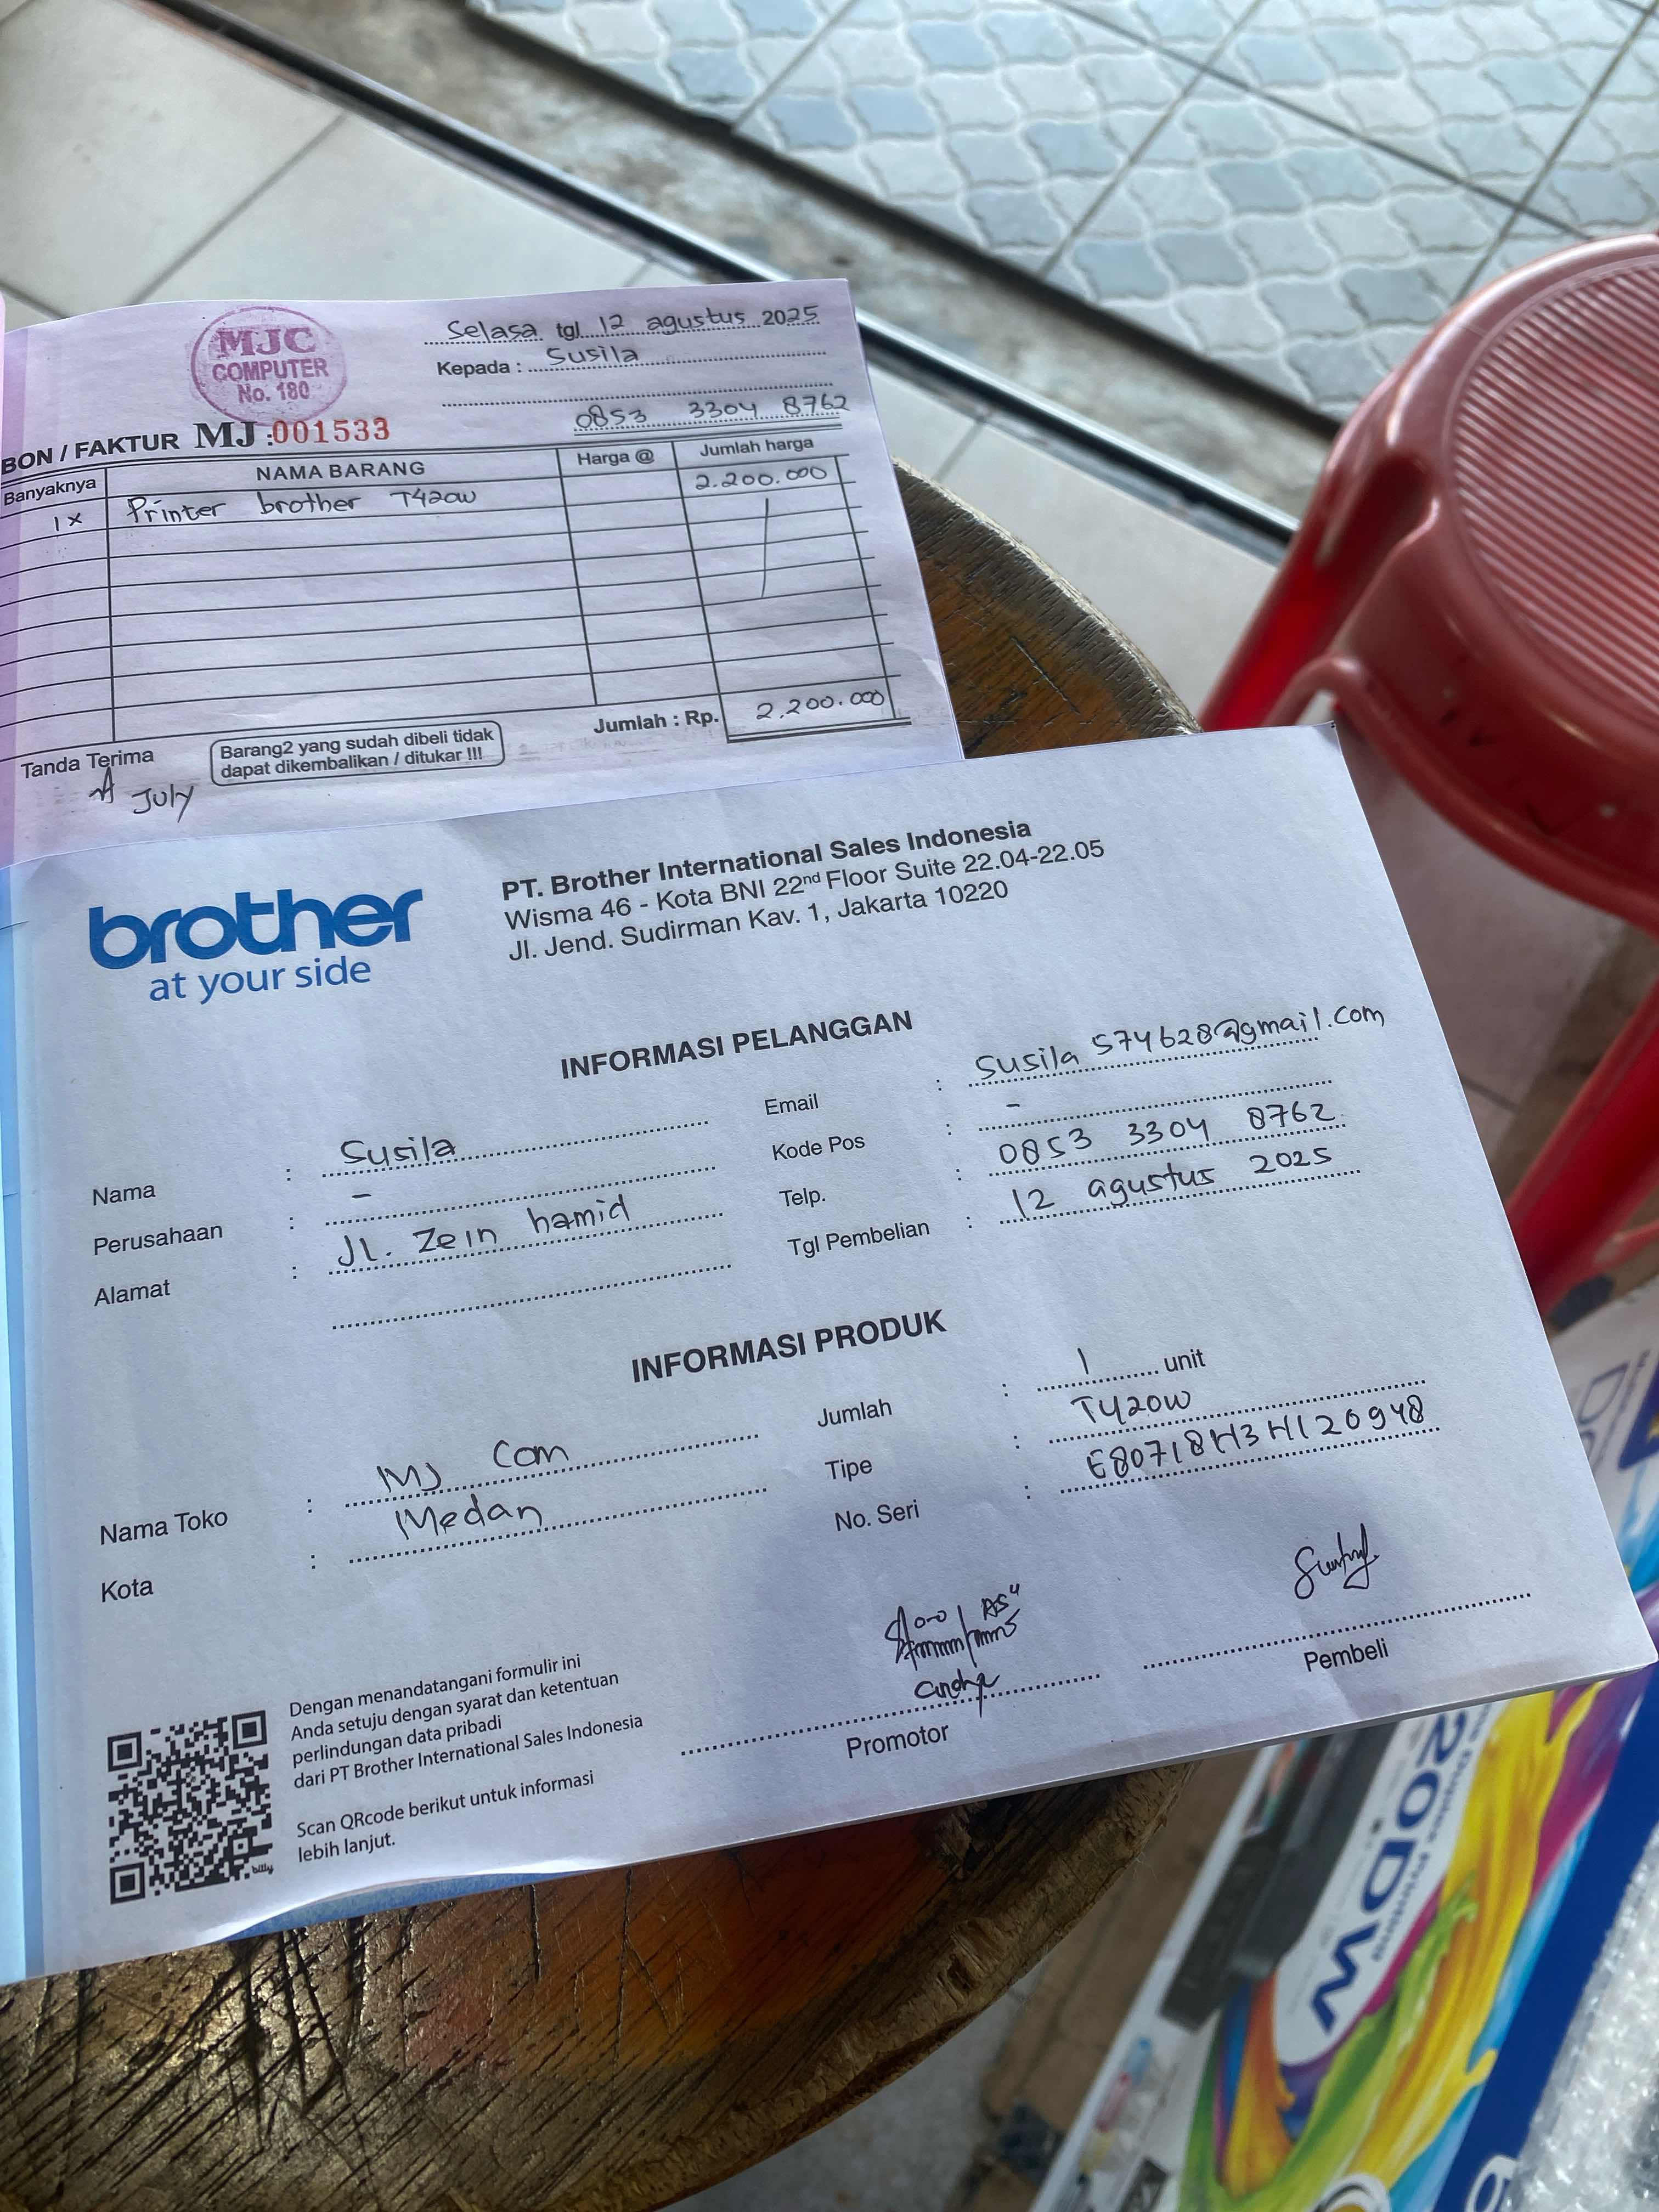 MJC
COMPUTER
No. 180
Selasa tgl 12 agustus 2025
Kepada : Susila
0853 3304 8762
BON / FAKTUR MJ :001533
Banyaknya NAMA BARANG Harga @ Jumlah harga
1x Printer brother T420W 2.200.000
Jumlah : Rp. 2.200.000
Tanda Terima
July
Barang2 yang sudah dibeli tidak
dapat dikembalikan / ditukar !!!
brother
at your side
PT. Brother International Sales Indonesia
Wisma 46 - Kota BNI 22nd Floor Suite 22.04-22.05
Jl. Jend. Sudirman Kav. 1, Jakarta 10220
INFORMASI PELANGGAN
Nama : Susila
Perusahaan : -
Alamat : Jl. Zein hamid
Email : Susila574628@gmail.com
Kode Pos : -
Telp. : 0853 3304 8762
Tgl Pembelian : 12 agustus 2025
INFORMASI PRODUK
Nama Toko : MJ Com
Kota : Medan
Jumlah : 1 unit
Tipe : T420W
No. Seri : E80718H3H120948
Promotor
Pembeli
Dengan menandatangani formulir ini
Anda setuju dengan syarat dan ketentuan
perlindungan data pribadi
dari PT Brother International Sales Indonesia
Scan QRcode berikut untuk informasi
lebih lanjut.
billy
20DW